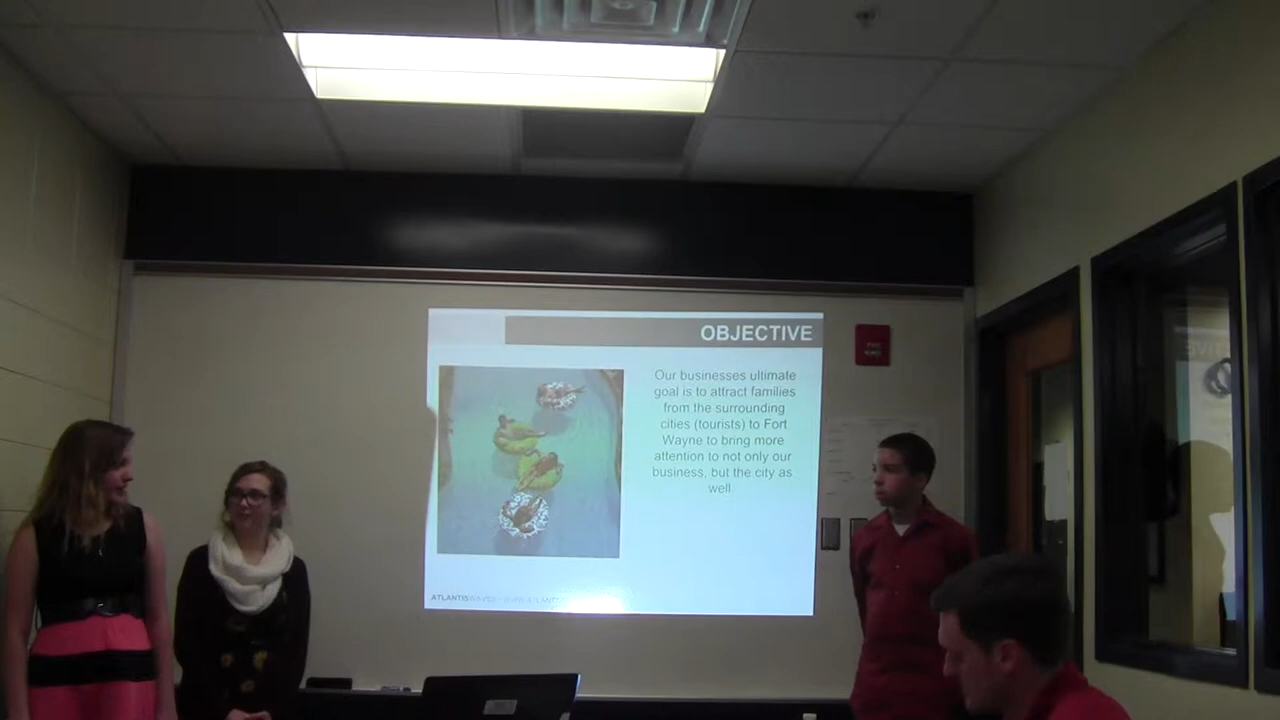 OBJECTIVE
Our businesses ultimate
goal is to attract families
from the surrounding
cities (tourists) to Fort
Wayne to bring more
attention to not only our
business, but the city as
well.
ATLANTISWAVES